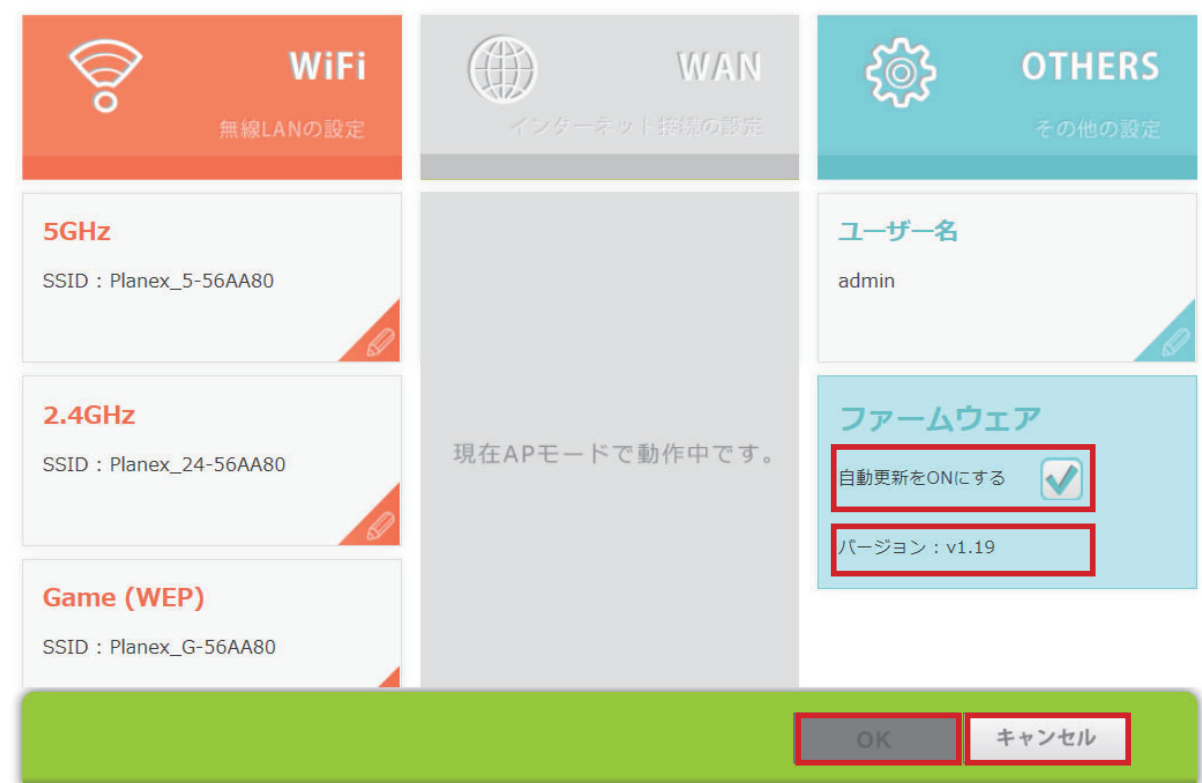 WiFi
無線LANの設定
WAN
インターネット接続の設定
OTHERS
その他の設定
5GHz
SSID：Planex_5-56AA80
2.4GHz
SSID：Planex_24-56AA80
Game (WEP)
SSID：Planex_G-56AA80
現在APモードで動作中です。
ユーザー名
admin
ファームウェア
自動更新をONにする
バージョン：v1.19
OK
キャンセル